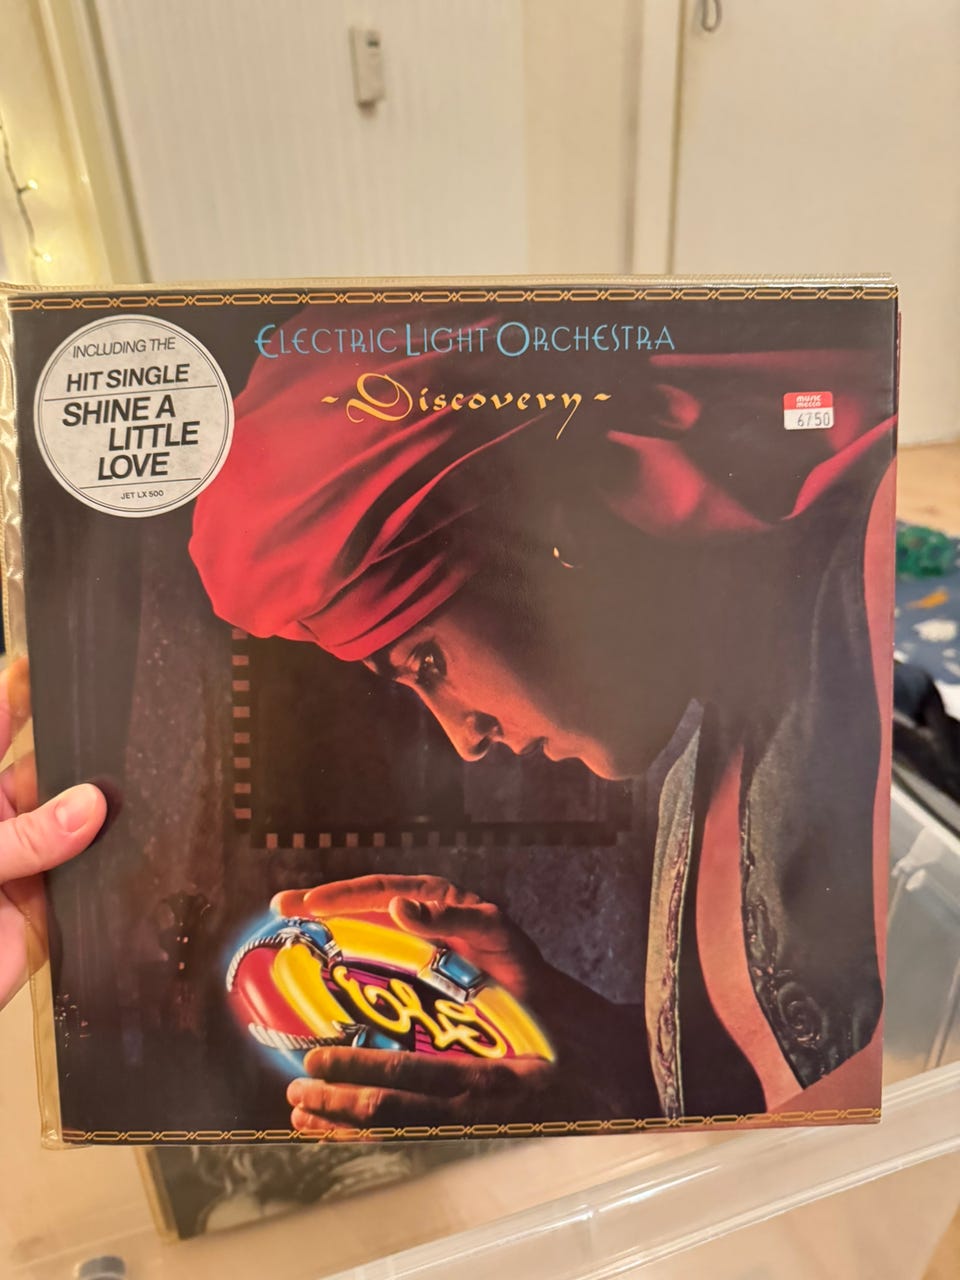 INCLUDING THE
HIT SINGLE
SHINE A
LITTLE
LOVE
JET LX 500
ELECTRIC LIGHT ORCHESTRA
-Discovery-
music
mecca
6750
ELO